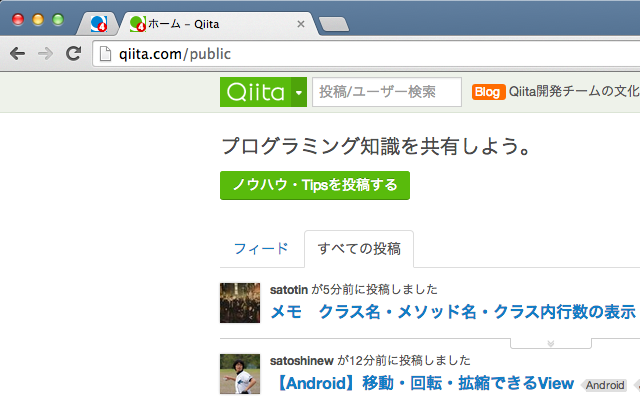 4
4
ホーム - Qiita
qiita.com/public
Qiita
投稿/ユーザー検索
Blog Qiita開発チームの文化
プログラミング知識を共有しよう。
ノウハウ・Tipsを投稿する
フィード
すべての投稿
satotin が5分前に投稿しました
メモ　クラス名・メソッド名・クラス内行数の表示
satoshinew が12分前に投稿しました
【Android】移動・回転・拡縮できるView
Android